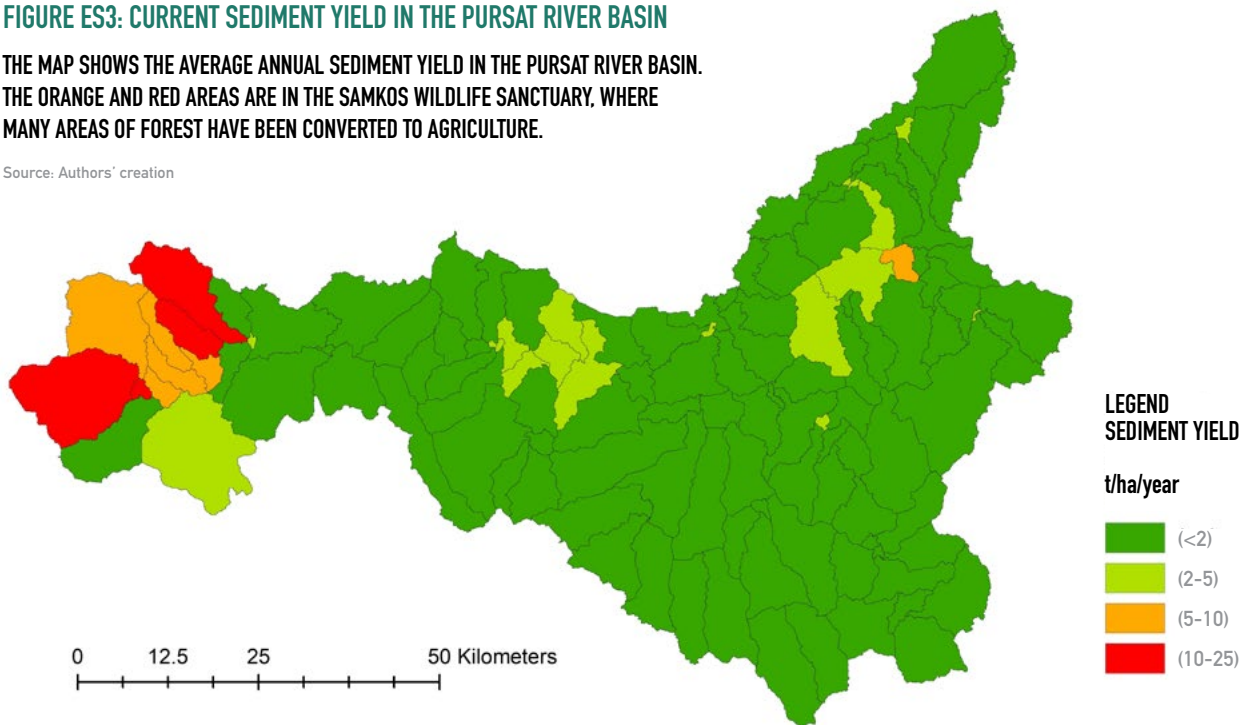 FIGURE ES3: CURRENT SEDIMENT YIELD IN THE PURSAT RIVER BASIN
THE MAP SHOWS THE AVERAGE ANNUAL SEDIMENT YIELD IN THE PURSAT RIVER BASIN.
THE ORANGE AND RED AREAS ARE IN THE SAMKOS WILDLIFE SANCTUARY, WHERE
MANY AREAS OF FOREST HAVE BEEN CONVERTED TO AGRICULTURE.
Source: Authors' creation
LEGEND
SEDIMENT YIELD
t/ha/year
(<2)
(2-5)
(5-10)
(10-25)
0 12.5 25 50 Kilometers